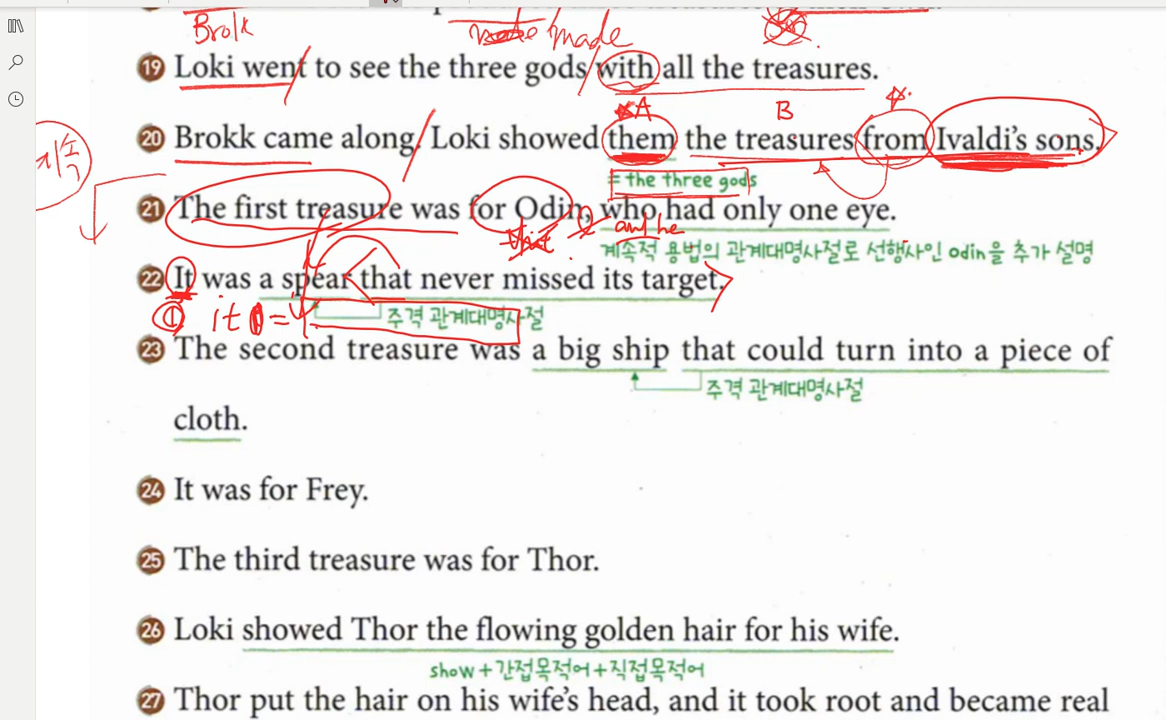 Brokk
made made
19 Loki went to see the three gods with all the treasures.
A B
20 Brokk came along. Loki showed them the treasures from Ivaldi's sons.
= the three gods
21 The first treasure was for Odin, who had only one eye.
and he
계속적 용법의 관계대명사절로 선행사인 odin을 추가 설명
22 It was a spear that never missed its target.
① it =
주격 관계대명사절
23 The second treasure was a big ship that could turn into a piece of
주격 관계대명사절
cloth.
24 It was for Frey.
25 The third treasure was for Thor.
26 Loki showed Thor the flowing golden hair for his wife.
show + 간접목적어 + 직접목적어
27 Thor put the hair on his wife's head, and it took root and became real